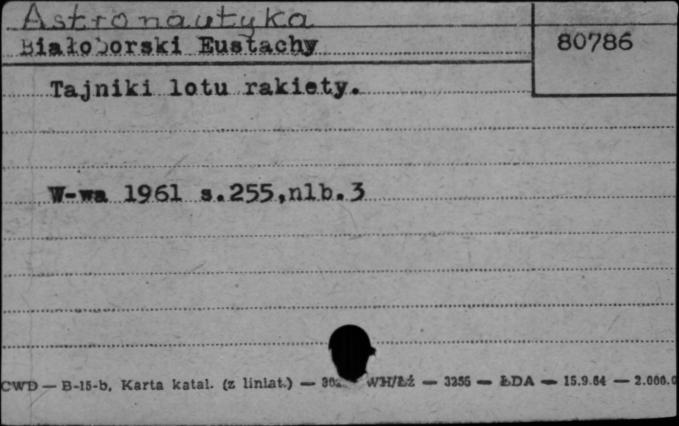 Astronautyka
Białoborski Eustachy
80786
Tajniki lotu rakiety.
W-wa 1961 s.255,nlb.3
CWD — B-15-b, Karta katal. (z liniat.) — WH/Łź — 3255 — ŁDA — 15.9.64 — 2.000.0